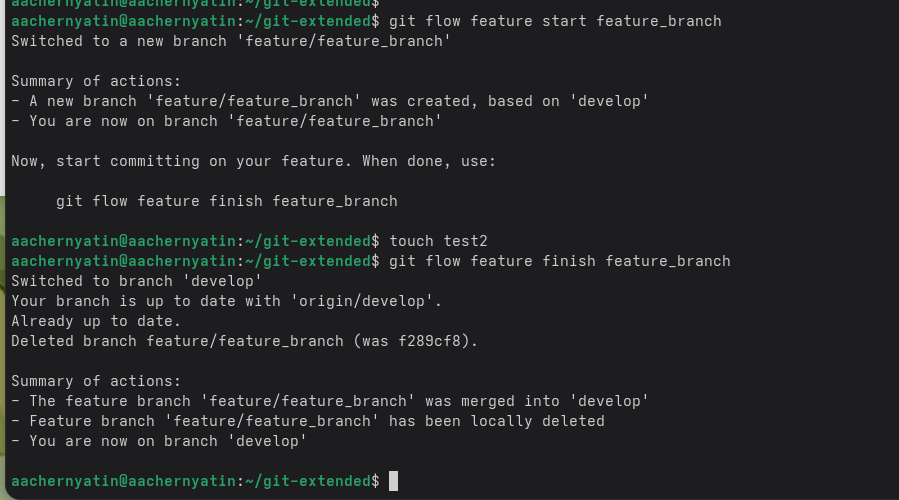 aachernyatin@aachernyatin:~/git-extended$
aachernyatin@aachernyatin:~/git-extended$ git flow feature start feature_branch
Switched to a new branch 'feature/feature_branch'
Summary of actions:
- A new branch 'feature/feature_branch' was created, based on 'develop'
- You are now on branch 'feature/feature_branch'
Now, start committing on your feature. When done, use:
git flow feature finish feature_branch
aachernyatin@aachernyatin:~/git-extended$ touch test2
aachernyatin@aachernyatin:~/git-extended$ git flow feature finish feature_branch
Switched to branch 'develop'
Your branch is up to date with 'origin/develop'.
Already up to date.
Deleted branch feature/feature_branch (was f289cf8).
Summary of actions:
- The feature branch 'feature/feature_branch' was merged into 'develop'
- Feature branch 'feature/feature_branch' has been locally deleted
- You are now on branch 'develop'
aachernyatin@aachernyatin:~/git-extended$